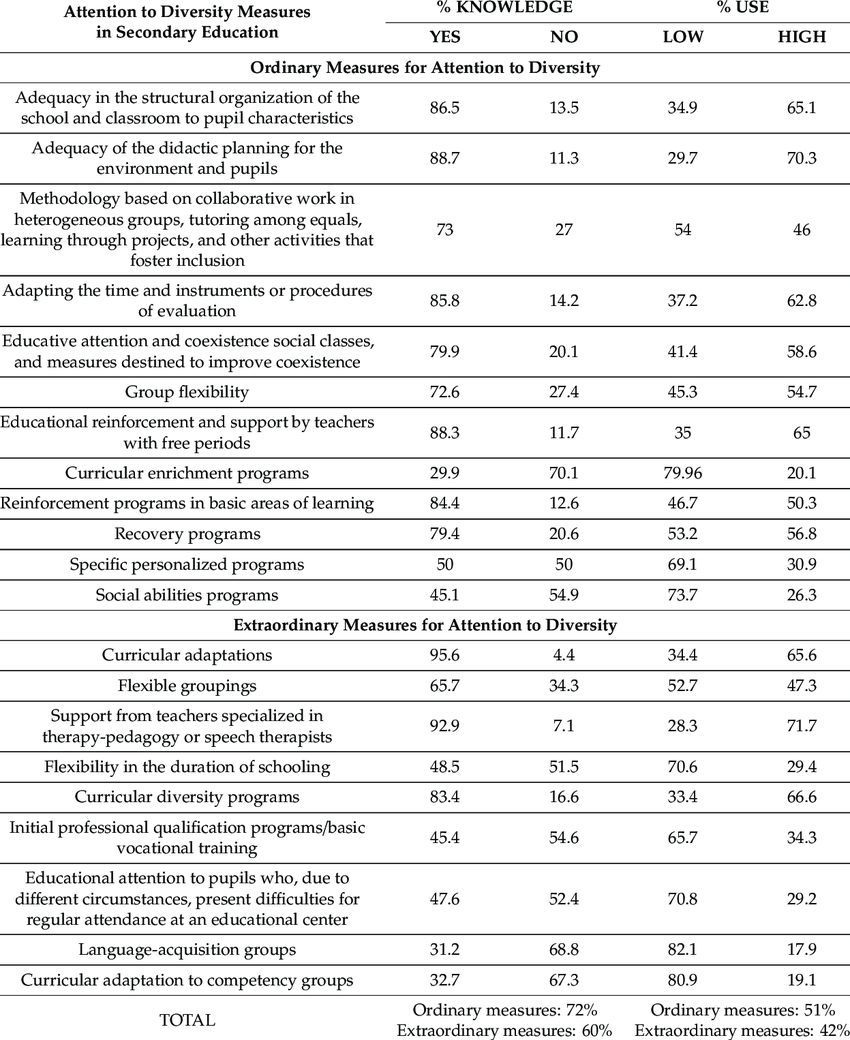 Attention to Diversity Measures
in Secondary Education
% KNOWLEDGE % USE
YES NO LOW HIGH
Ordinary Measures for Attention to Diversity
Adequacy in the structural organization of the
school and classroom to pupil characteristics
86.5 13.5 34.9 65.1
Adequacy of the didactic planning for the
environment and pupils
88.7 11.3 29.7 70.3
Methodology based on collaborative work in
heterogeneous groups, tutoring among equals,
learning through projects, and other activities that
foster inclusion
73 27 54 46
Adapting the time and instruments or procedures
of evaluation
85.8 14.2 37.2 62.8
Educative attention and coexistence social classes,
and measures destined to improve coexistence
79.9 20.1 41.4 58.6
Group flexibility 72.6 27.4 45.3 54.7
Educational reinforcement and support by teachers
with free periods
88.3 11.7 35 65
Curricular enrichment programs 29.9 70.1 79.96 20.1
Reinforcement programs in basic areas of learning 84.4 12.6 46.7 50.3
Recovery programs 79.4 20.6 53.2 56.8
Specific personalized programs 50 50 69.1 30.9
Social abilities programs 45.1 54.9 73.7 26.3
Extraordinary Measures for Attention to Diversity
Curricular adaptations 95.6 4.4 34.4 65.6
Flexible groupings 65.7 34.3 52.7 47.3
Support from teachers specialized in
therapy-pedagogy or speech therapists
92.9 7.1 28.3 71.7
Flexibility in the duration of schooling 48.5 51.5 70.6 29.4
Curricular diversity programs 83.4 16.6 33.4 66.6
Initial professional qualification programs/basic
vocational training
45.4 54.6 65.7 34.3
Educational attention to pupils who, due to
different circumstances, present difficulties for
regular attendance at an educational center
47.6 52.4 70.8 29.2
Language-acquisition groups 31.2 68.8 82.1 17.9
Curricular adaptation to competency groups 32.7 67.3 80.9 19.1
TOTAL
Ordinary measures: 72% Ordinary measures: 51%
Extraordinary measures: 60% Extraordinary measures: 42%